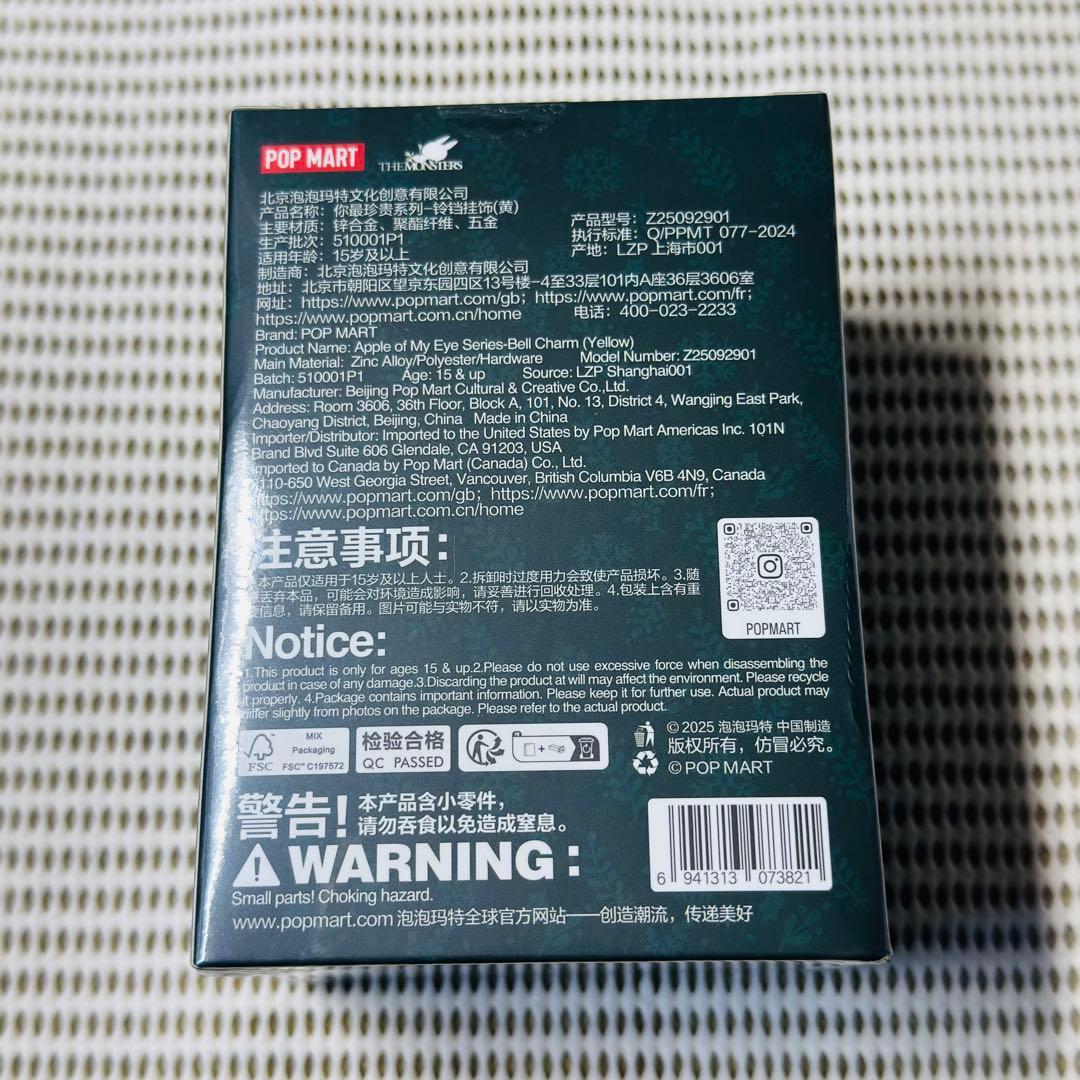 POP MART
THE MONSTERS
北京泡泡玛特文化创意有限公司
产品名称：你最珍贵系列-铃铛挂饰(黄)
产品型号：Z25092901
主要材质：锌合金、聚酯纤维、五金
执行标准：Q/PPMT 077-2024
生产批次：510001P1
产地：LZP 上海市001
适用年龄：15岁及以上
制造商：北京泡泡玛特文化创意有限公司
地址：北京市朝阳区望京东园四区13号楼-4至33层101内A座36层3606室
网址：https://www.popmart.com/gb；https://www.popmart.com/fr；
https://www.popmart.com.cn/home 电话：400-023-2233
Brand: POP MART
Product Name: Apple of My Eye Series-Bell Charm (Yellow)
Main Material: Zinc Alloy/Polyester/Hardware Model Number: Z25092901
Batch: 510001P1 Age: 15 & up Source: LZP Shanghai001
Manufacturer: Beijing Pop Mart Cultural & Creative Co.,Ltd.
Address: Room 3606, 36th Floor, Block A, 101, No. 13, District 4, Wangjing East Park,
Chaoyang District, Beijing, China Made in China
Importer/Distributor: Imported to the United States by Pop Mart Americas Inc. 101N
Brand Blvd Suite 606 Glendale, CA 91203, USA
Imported to Canada by Pop Mart (Canada) Co., Ltd.
1110-650 West Georgia Street, Vancouver, British Columbia V6B 4N9, Canada
https://www.popmart.com/gb；https://www.popmart.com/fr；
https://www.popmart.com.cn/home
注意事项：
1.本产品仅适用于15岁及以上人士。2.拆卸时过度用力会致使产品损坏。3.随
意丢弃本品，可能会对环境造成影响，请妥善进行回收处理。4.包装上含有重
要信息，请保留备用。图片可能与实物不符，请以实物为准。
POPMART
Notice:
1.This product is only for ages 15 & up.2.Please do not use excessive force when disassembling the
product in case of any damage.3.Discarding the product at will may affect the environment. Please recycle
it properly. 4.Package contains important information. Please keep it for further use. Actual product may
differ slightly from photos on the package. Please refer to the actual product.
FSC
MIX
Packaging
FSC™ C197572
检验合格
QC PASSED
© 2025 泡泡玛特 中国制造
版权所有，仿冒必究。
© POP MART
警告！本产品含小零件，
请勿吞食以免造成窒息。
WARNING：
Small parts! Choking hazard.
www.popmart.com 泡泡玛特全球官方网站——创造潮流，传递美好
6 941313 073821